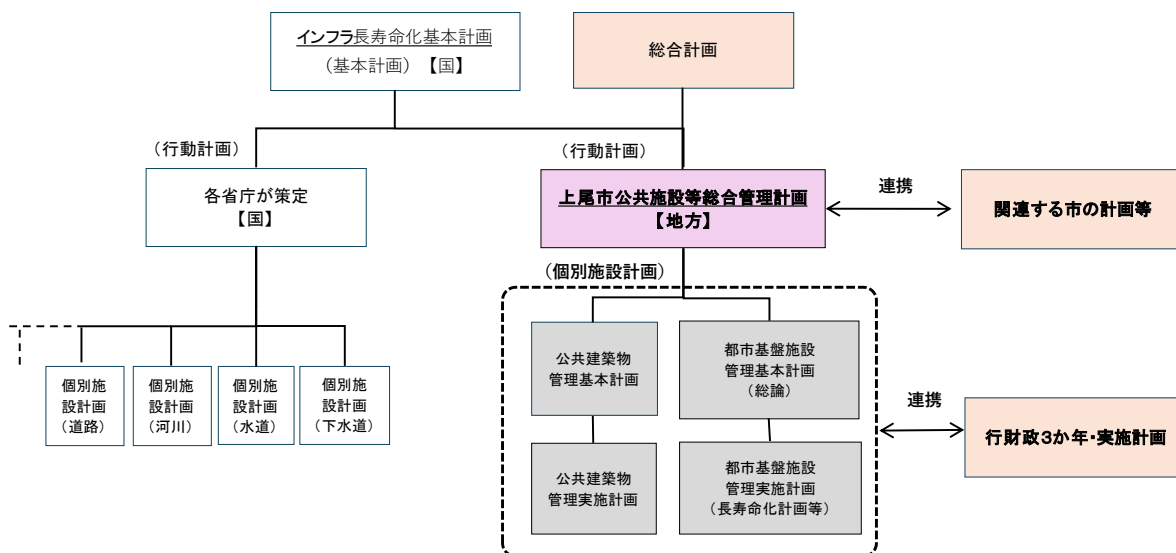 インフラ長寿命化基本計画
（基本計画）【国】
総合計画
（行動計画）
（行動計画）
各省庁が策定
【国】
上尾市公共施設等総合管理計画
【地方】
連携
関連する市の計画等
（個別施設計画）
個別施
設計画
（道路）
個別施
設計画
（河川）
個別施
設計画
（水道）
個別施
設計画
（下水道）
公共建築物
管理基本計画
都市基盤施設
管理基本計画
（総論）
公共建築物
管理実施計画
都市基盤施設
管理実施計画
（長寿命化計画等）
連携
行財政3か年・実施計画